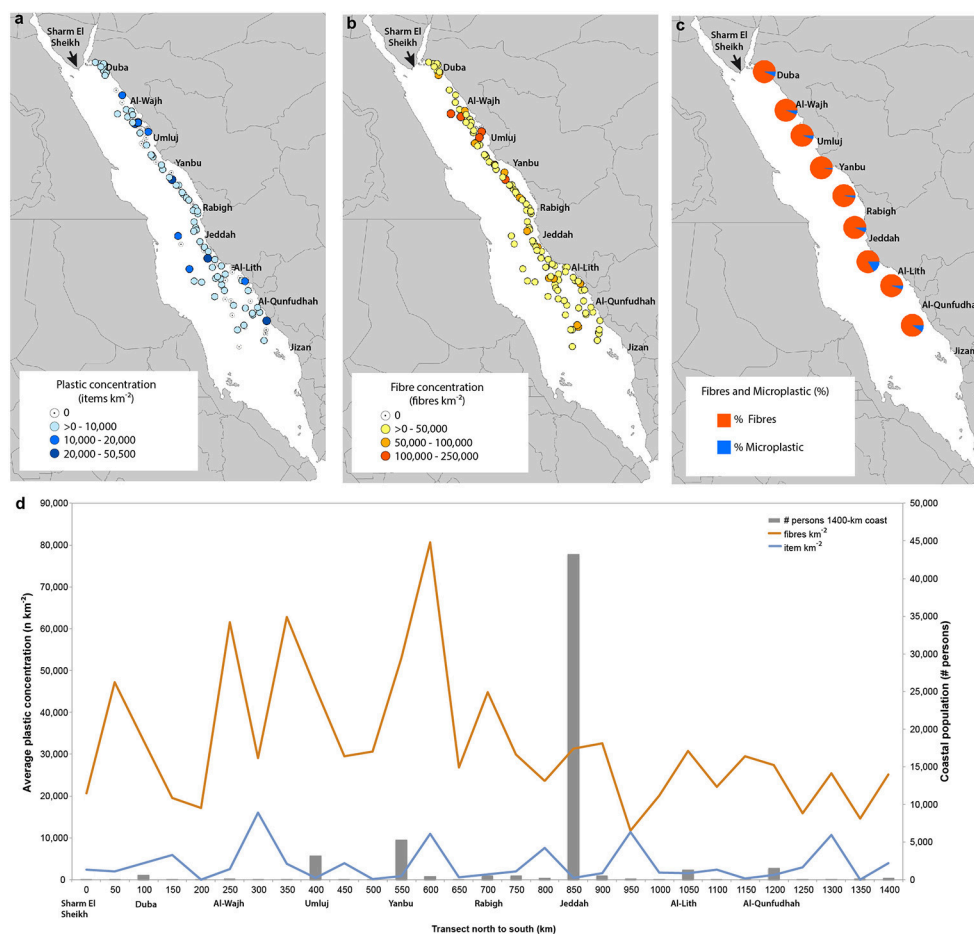 a
Sharm El
Sheikh
Duba
Al-Wajh
Umluj
Yanbu
Rabigh
Jeddah
Al-Lith
Al-Qunfudhah
Jizan
Plastic concentration
(items km⁻²)
0
>0 - 10,000
10,000 - 20,000
20,000 - 50,500
b
Sharm El
Sheikh
Duba
Al-Wajh
Umluj
Yanbu
Rabigh
Jeddah
Al-Lith
Al-Qunfudhah
Jizan
Fibre concentration
(fibres km⁻²)
0
>0 - 50,000
50,000 - 100,000
100,000 - 250,000
c
Sharm El
Sheikh
Duba
Al-Wajh
Umluj
Yanbu
Rabigh
Jeddah
Al-Lith
Al-Qunfudhah
Jizan
Fibres and Microplastic (%)
% Fibres
% Microplastic
d
Average plastic concentration (n km⁻²)
90,000
80,000
70,000
60,000
50,000
40,000
30,000
20,000
10,000
0
# persons 1400-km coast
fibres km⁻²
item km⁻²
50,000
45,000
40,000
35,000
30,000
25,000
20,000
15,000
10,000
5,000
0
Coastal population (# persons)
0 50 100 150 200 250 300 350 400 450 500 550 600 650 700 750 800 850 900 950 1000 1050 1100 1150 1200 1250 1300 1350 1400
Sharm El
Sheikh
Duba
Al-Wajh
Umluj
Yanbu
Rabigh
Jeddah
Al-Lith
Al-Qunfudhah
Transect north to south (km)